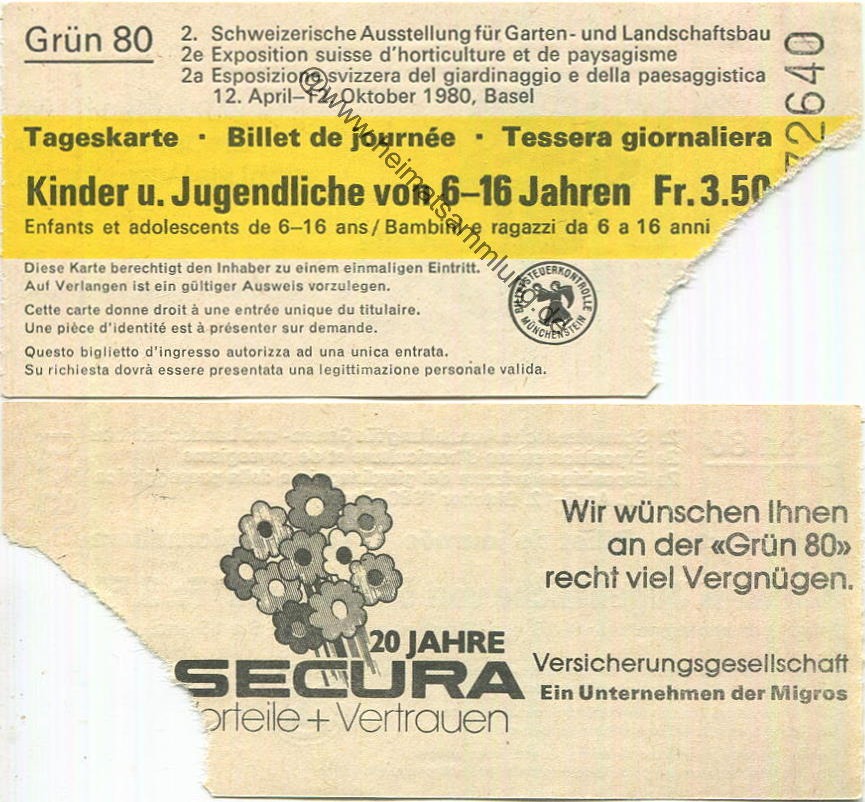 Grün 80
2. Schweizerische Ausstellung für Garten- und Landschaftsbau
2e Exposition suisse d'horticulture et de paysagisme
2a Esposizione svizzera del giardinaggio e della paesaggistica
12. April–12. Oktober 1980, Basel
72640
Tageskarte · Billet de journée · Tessera giornaliera
Kinder u. Jugendliche von 6–16 Jahren Fr. 3.50
Enfants et adolescents de 6–16 ans / Bambini e ragazzi da 6 a 16 anni
Diese Karte berechtigt den Inhaber zu einem einmaligen Eintritt.
Auf Verlangen ist ein gültiger Ausweis vorzulegen.
Cette carte donne droit à une entrée unique du titulaire.
Une pièce d'identité est à présenter sur demande.
Questo biglietto d'ingresso autorizza ad una unica entrata.
Su richiesta dovrà essere presentata una legittimazione personale valida.
BILLETSTEUERKONTROLLE
MÜNCHENSTEIN
©www.heimatsammlung.de
Wir wünschen Ihnen
an der «Grün 80»
recht viel Vergnügen.
20 JAHRE
SECURA
Vorteile + Vertrauen
Versicherungsgesellschaft
Ein Unternehmen der Migros